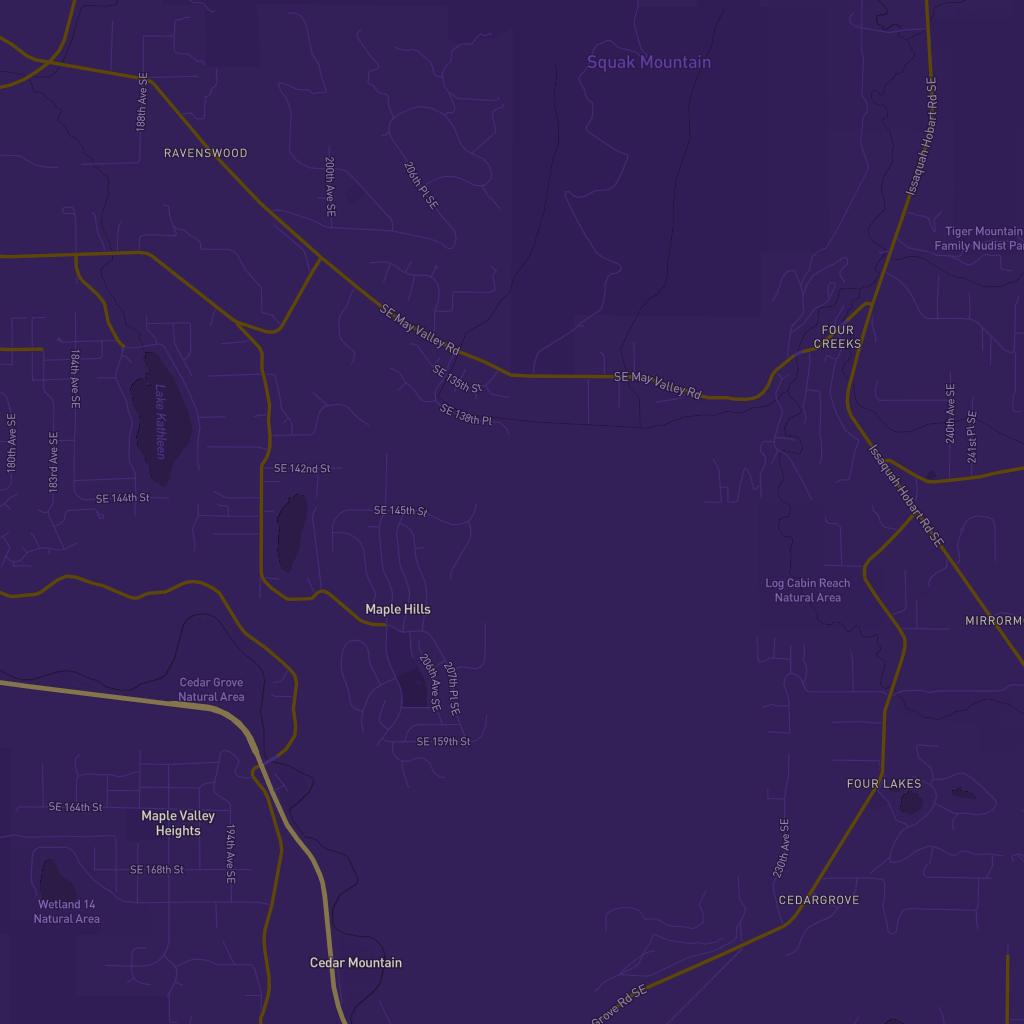 Squak Mountain
188th Ave SE
Issaquah Hobart Rd SE
RAVENSWOOD
200th Ave SE
206th Pl SE
Tiger Mountain
Family Nudist
SE May Valley Rd
FOUR
CREEKS
SE 135th St
SE May Valley Rd
184th Ave SE
Lake Kathleen
SE 138th Pl
240th Ave SE
241st Pl SE
180th Ave SE
183rd Ave SE
SE 142nd St
Issaquah Hobart Rd SE
SE 144th St
SE 145th St
Log Cabin Reach
Natural Area
Maple Hills
MIRRORM
206th Ave SE
207th Pl SE
Cedar Grove
Natural Area
SE 159th St
FOUR LAKES
SE 164th St
Maple Valley
Heights
194th Ave SE
230th Ave SE
SE 168th St
CEDARGROVE
Wetland 14
Natural Area
Cedar Mountain
Grove Rd SE